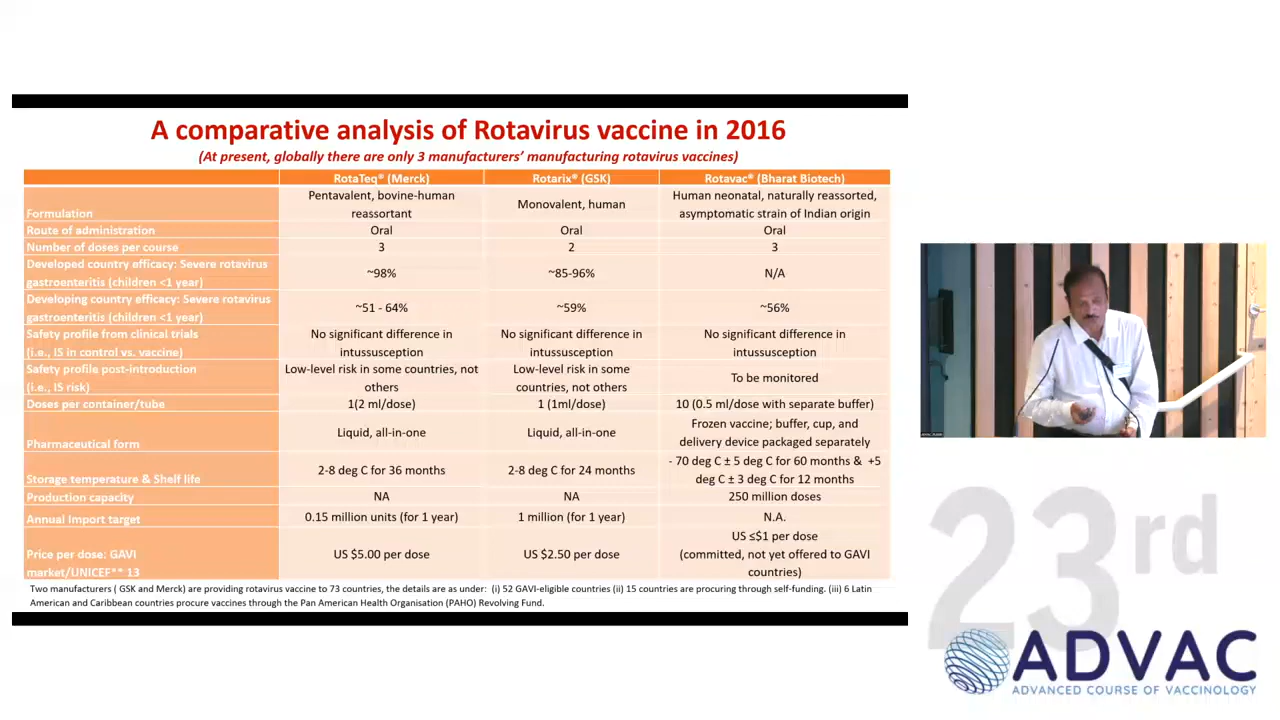 A comparative analysis of Rotavirus vaccine in 2016
(At present, globally there are only 3 manufacturers' manufacturing rotavirus vaccines)
RotaTeq® (Merck) Rotarix® (GSK) Rotavac® (Bharat Biotech)
Formulation
Pentavalent, bovine-human
reassortant
Monovalent, human
Human neonatal, naturally reassorted,
asymptomatic strain of Indian origin
Route of administration Oral Oral Oral
Number of doses per course 3 2 3
Developed country efficacy: Severe rotavirus
gastroenteritis (children <1 year)
~98% ~85-96% N/A
Developing country efficacy: Severe rotavirus
gastroenteritis (children <1 year)
~51 - 64% ~59% ~56%
Safety profile from clinical trials
(i.e., IS in control vs. vaccine)
No significant difference in
intussusception
No significant difference in
intussusception
No significant difference in
intussusception
Safety profile post-introduction
(i.e., IS risk)
Low-level risk in some countries, not
others
Low-level risk in some
countries, not others
To be monitored
Doses per container/tube 1(2 ml/dose) 1 (1ml/dose) 10 (0.5 ml/dose with separate buffer)
Pharmaceutical form
Liquid, all-in-one Liquid, all-in-one
Frozen vaccine; buffer, cup, and
delivery device packaged separately
Storage temperature & Shelf life
2-8 deg C for 36 months 2-8 deg C for 24 months
- 70 deg C ± 5 deg C for 60 months & +5
deg C ± 3 deg C for 12 months
Production capacity NA NA 250 million doses
Annual Import target 0.15 million units (for 1 year) 1 million (for 1 year) N.A.
Price per dose: GAVI
market/UNICEF** 13
US $5.00 per dose US $2.50 per dose
US ≤$1 per dose
(committed, not yet offered to GAVI
countries)
Two manufacturers ( GSK and Merck) are providing rotavirus vaccine to 73 countries, the details are as under: (i) 52 GAVI-eligible countries (ii) 15 countries are procuring through self-funding. (iii) 6 Latin
American and Caribbean countries procure vaccines through the Pan American Health Organisation (PAHO) Revolving Fund.
23rd
ADVAC
ADVANCED COURSE OF VACCINOLOGY